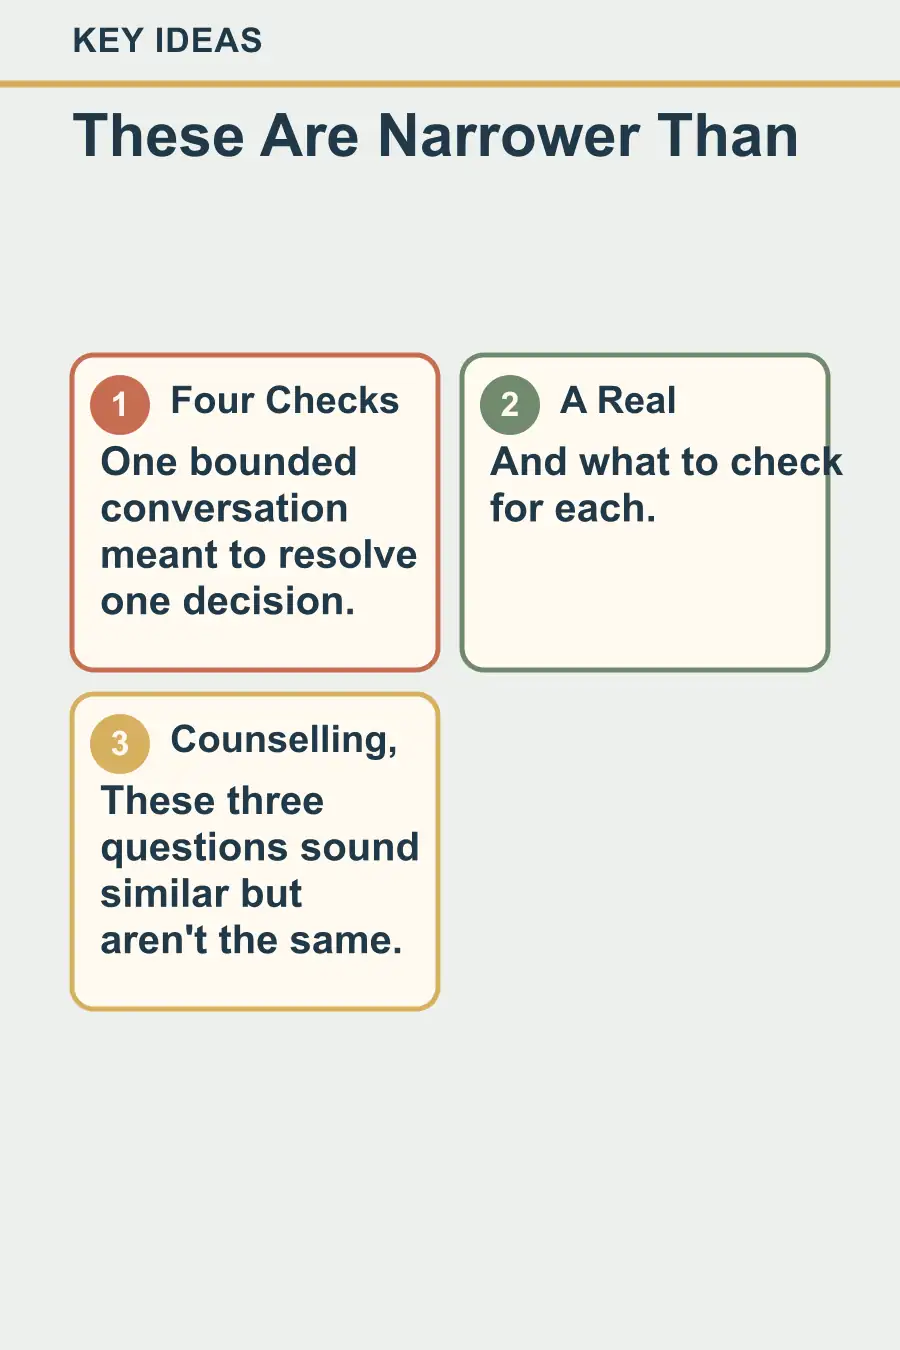 KEY IDEAS
These Are Narrower Than
1
Four Checks
One bounded
conversation
meant to resolve
one decision.
2
A Real
And what to check
for each.
3
Counselling,
These three
questions sound
similar but
aren't the same.